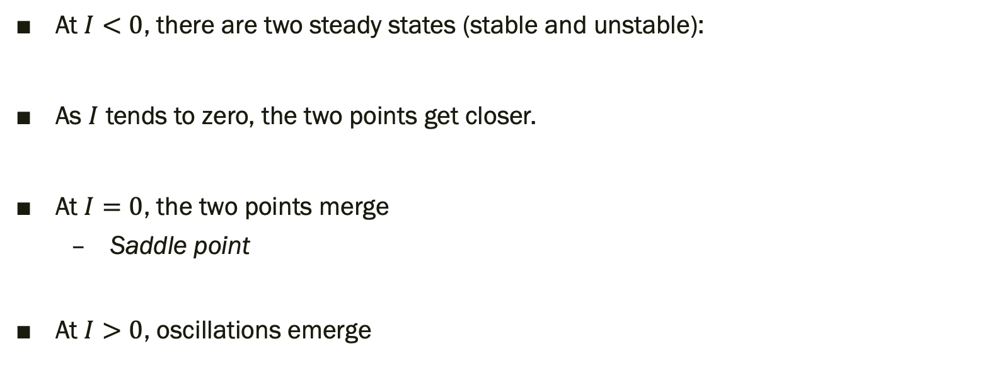 ■ At I < 0, there are two steady states (stable and unstable):
■ As I tends to zero, the two points get closer.
■ At I = 0, the two points merge
– Saddle point
■ At I > 0, oscillations emerge